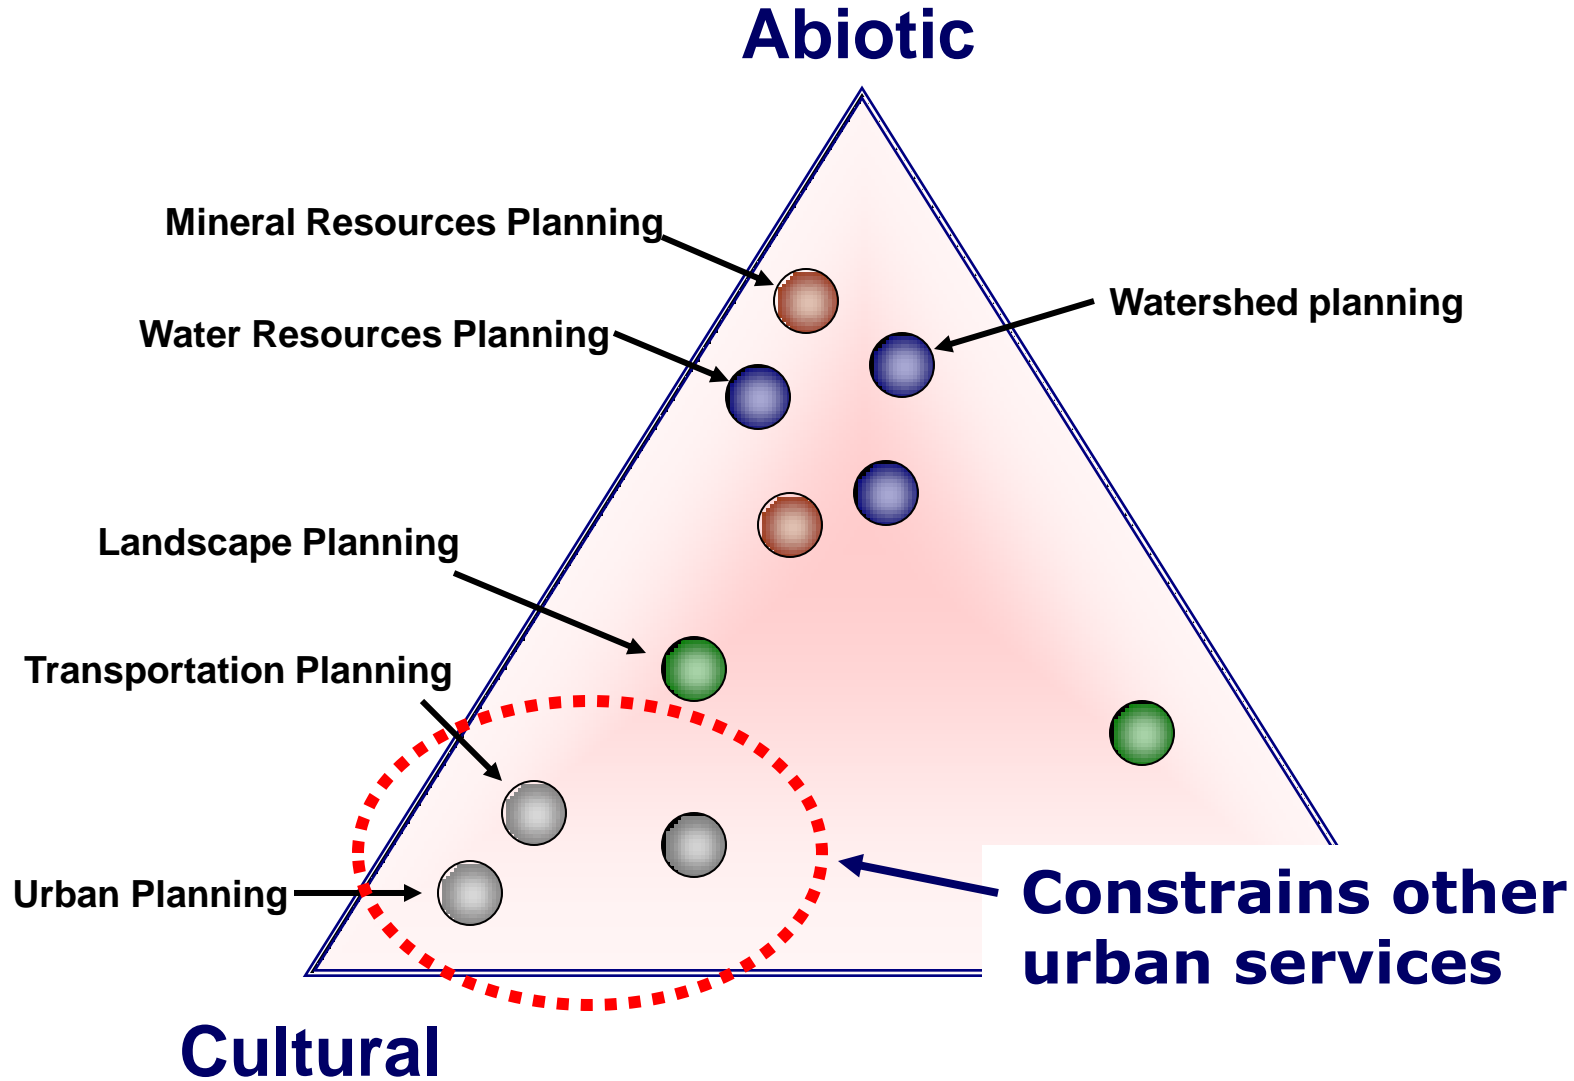 Abiotic
Mineral Resources Planning
Watershed planning
Water Resources Planning
Landscape Planning
Transportation Planning
Urban Planning
Constrains other
urban services
Cultural